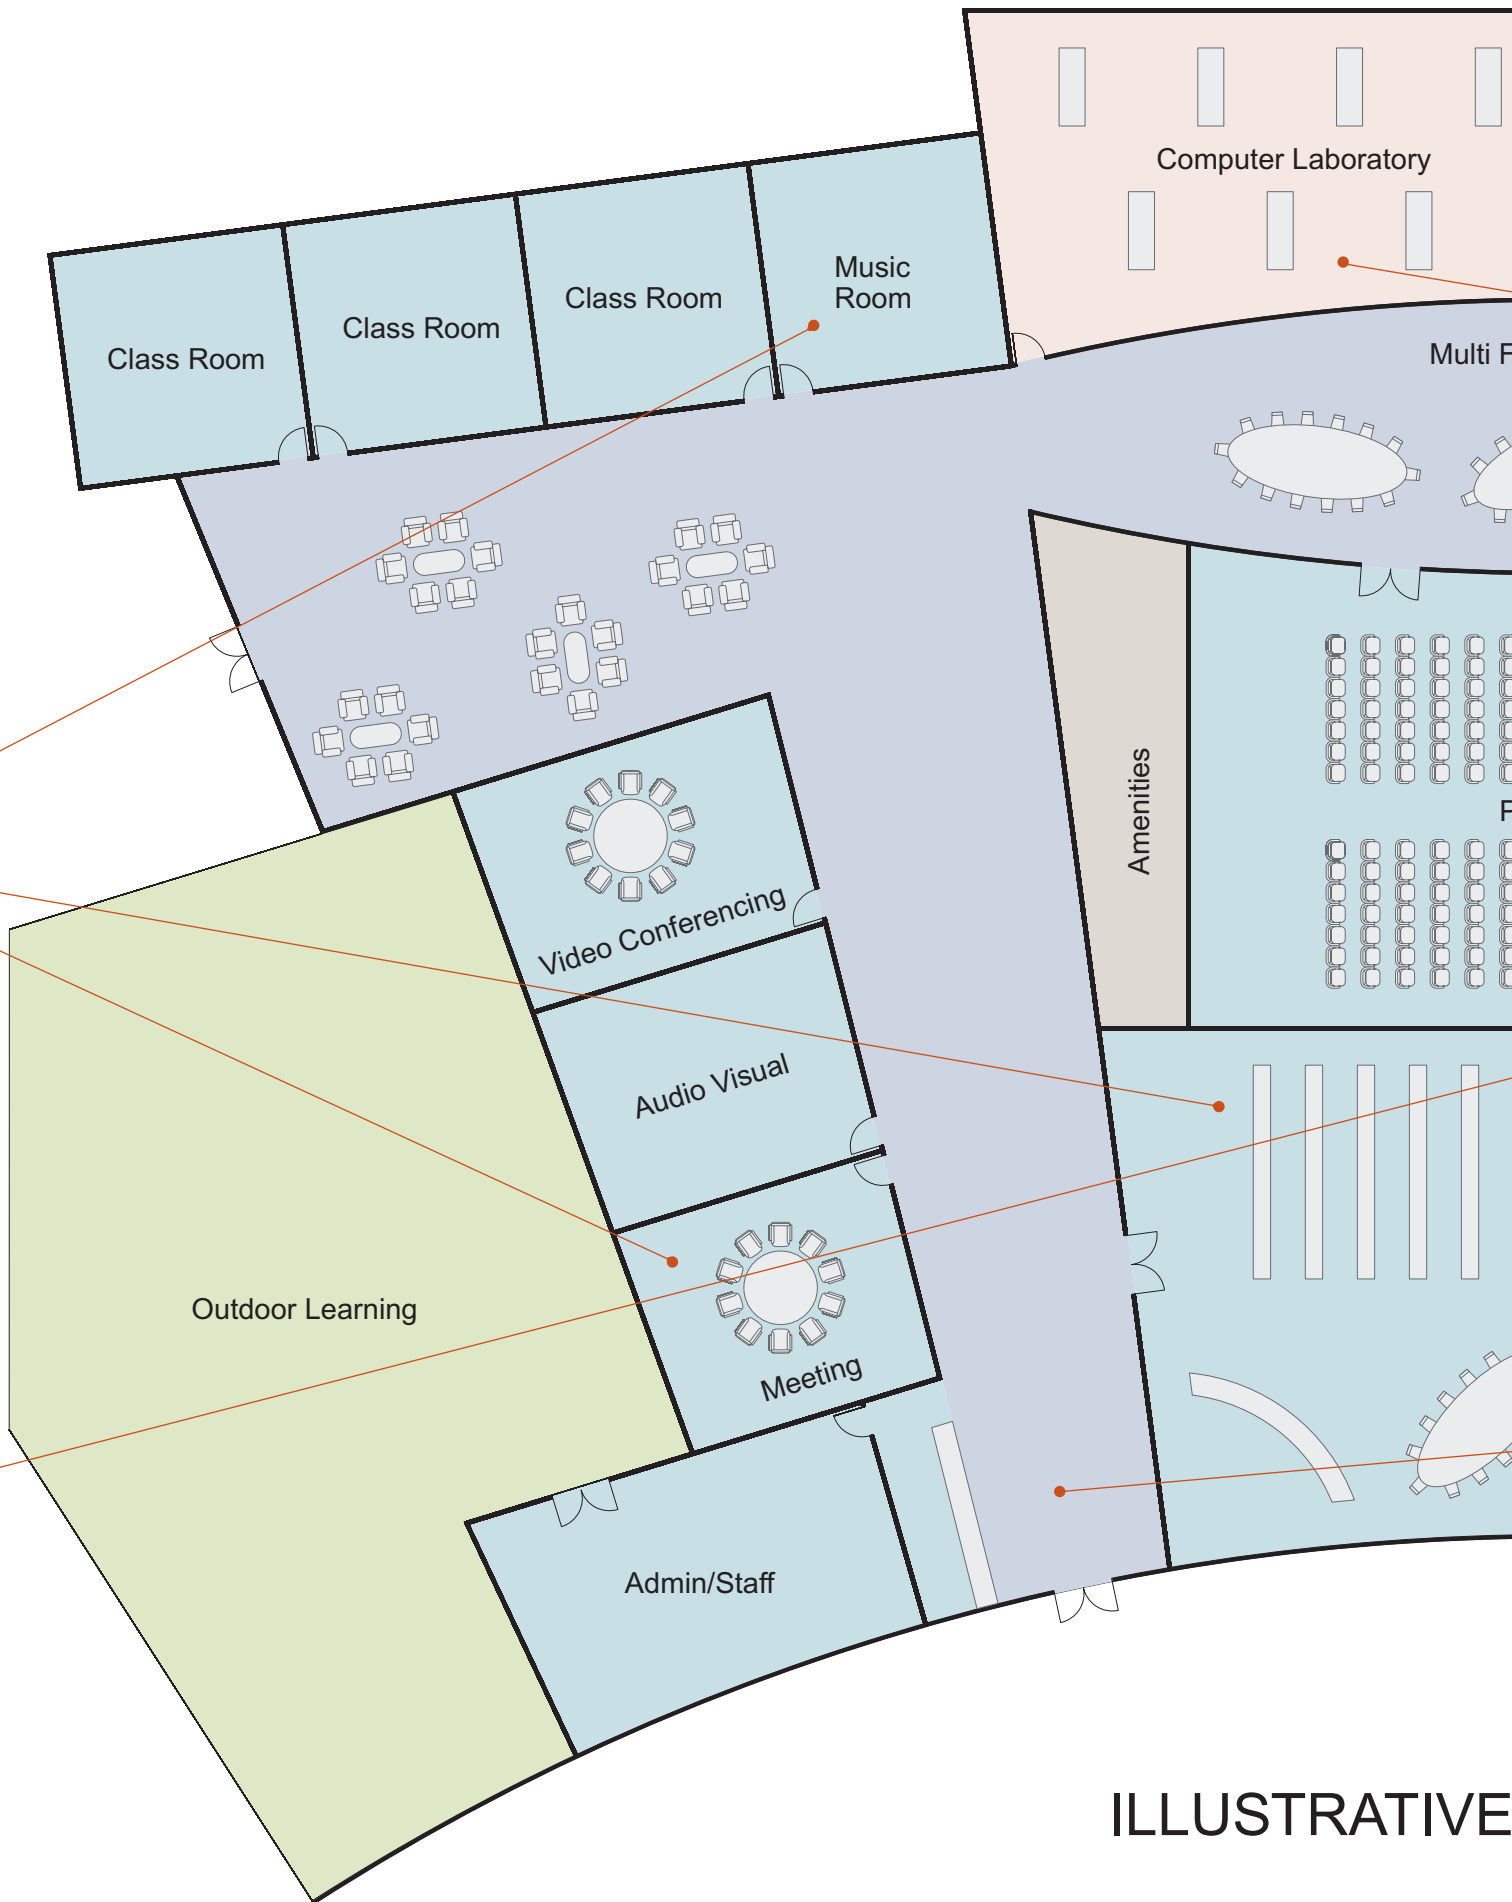 Computer Laboratory
Music
Room
Class Room
Class Room
Class Room
Multi F
Amenities
P
Video Conferencing
Audio Visual
Outdoor Learning
Meeting
Admin/Staff
ILLUSTRATIVE